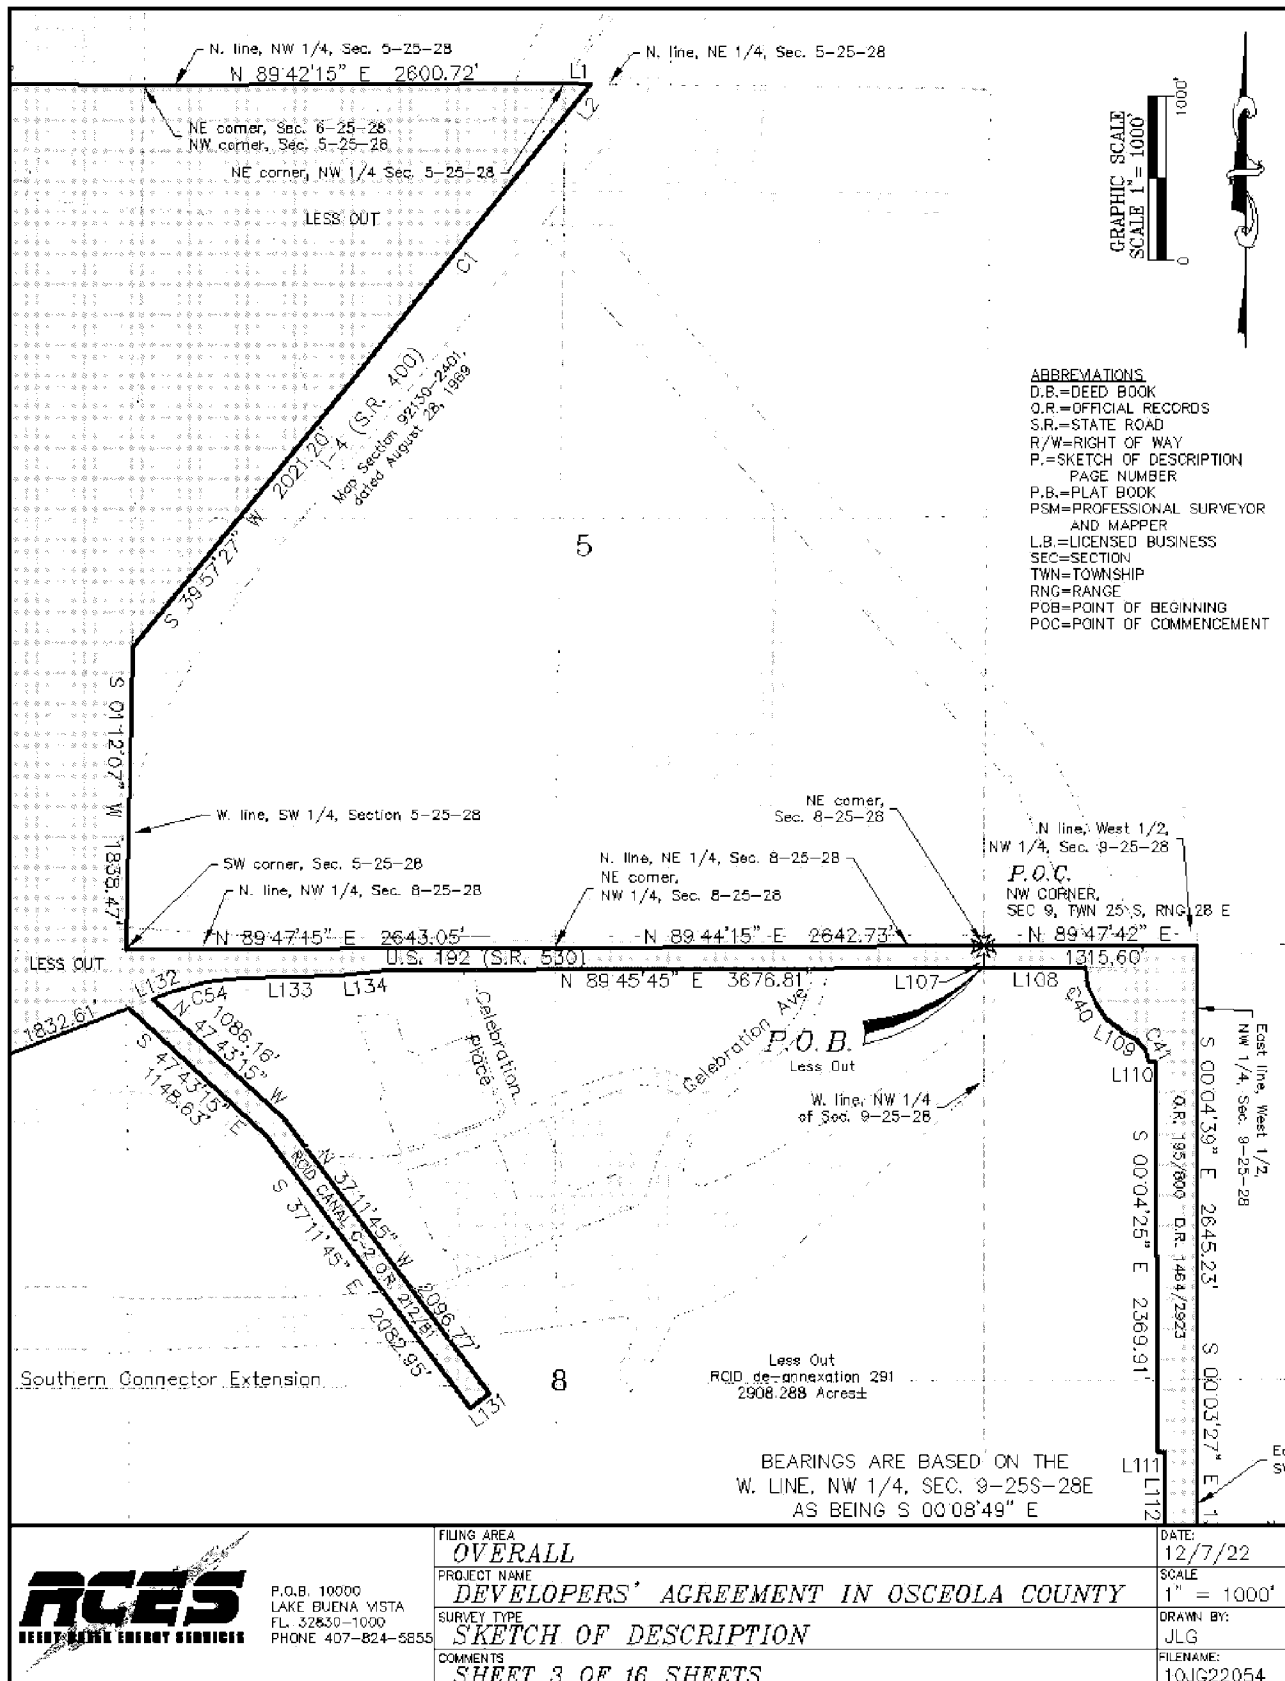 N. line, NW 1/4, Sec. 5-25-28
N. line, NE 1/4, Sec. 5-25-28
N 89°42'15" E 2600.72'
L1
L2
NE corner, Sec. 6-25-28
NW corner, Sec. 5-25-28
NE corner, NW 1/4 Sec. 5-25-28
LESS OUT
C1
GRAPHIC SCALE
SCALE 1" = 1000'
1000'
0
I-4 (S.R. 400)
Map Section 92130-2401,
dated August 28, 1969
S 39°57'27" W 2021.20'
ABBREVIATIONS
D.B.=DEED BOOK
O.R.=OFFICIAL RECORDS
S.R.=STATE ROAD
R/W=RIGHT OF WAY
P.=SKETCH OF DESCRIPTION
PAGE NUMBER
P.B.=PLAT BOOK
PSM=PROFESSIONAL SURVEYOR
AND MAPPER
L.B.=LICENSED BUSINESS
SEC=SECTION
TWN=TOWNSHIP
RNG=RANGE
POB=POINT OF BEGINNING
POC=POINT OF COMMENCEMENT
5
S 01°12'07" W 1838.47'
W. line, SW 1/4, Section 5-25-28
SW corner, Sec. 5-25-28
N. line, NW 1/4, Sec. 8-25-28
NE corner,
Sec. 8-25-28
N. line, NE 1/4, Sec. 8-25-28
NE corner,
NW 1/4, Sec. 8-25-28
N line, West 1/2,
NW 1/4, Sec. 9-25-28
P.O.C.
NW CORNER,
SEC 9, TWN 25 S, RNG 28 E
N 89°47'15" E 2643.05'
N 89°44'15" E 2642.73'
N 89°47'42" E
1315.60'
U.S. 192 (S.R. 530)
N 89°45'45" E 3676.81'
LESS OUT
L132
C54
L133
L134
L107
L108
C40
L109
C41
L110
1832.61'
N 47°43'15" W
1086.16'
S 47°43'15" E
1148.63'
Celebration
Place
Celebration Ave
P.O.B.
Less Out
W. line, NW 1/4
of Sec. 9-25-28
East line, West 1/2,
NW 1/4, Sec. 9-25-28
S 00°04'39" E 2645.23'
O.R. 195/800 D.R. 1464/2923
S 00°04'25" E 2369.91'
S 00°03'27" E
N 37°11'45" W 2096.77'
RCID CANAL C-2 O.R. 212/81
S 37°11'45" E 2082.95'
L131
Southern Connector Extension
8
Less Out
RCID de-annexation 291
2908.288 Acres±
BEARINGS ARE BASED ON THE
W. LINE, NW 1/4, SEC. 9-25S-28E
AS BEING S 00°08'49" E
L111
L112
RCES
REEDY CREEK ENERGY SERVICES
P.O.B. 10000
LAKE BUENA VISTA
FL. 32830-1000
PHONE 407-824-5855
FILING AREA
OVERALL
PROJECT NAME
DEVELOPERS' AGREEMENT IN OSCEOLA COUNTY
SURVEY TYPE
SKETCH OF DESCRIPTION
COMMENTS
SHEET 3 OF 16 SHEETS
DATE:
12/7/22
SCALE
1" = 1000'
DRAWN BY:
JLG
FILENAME:
10JG22054